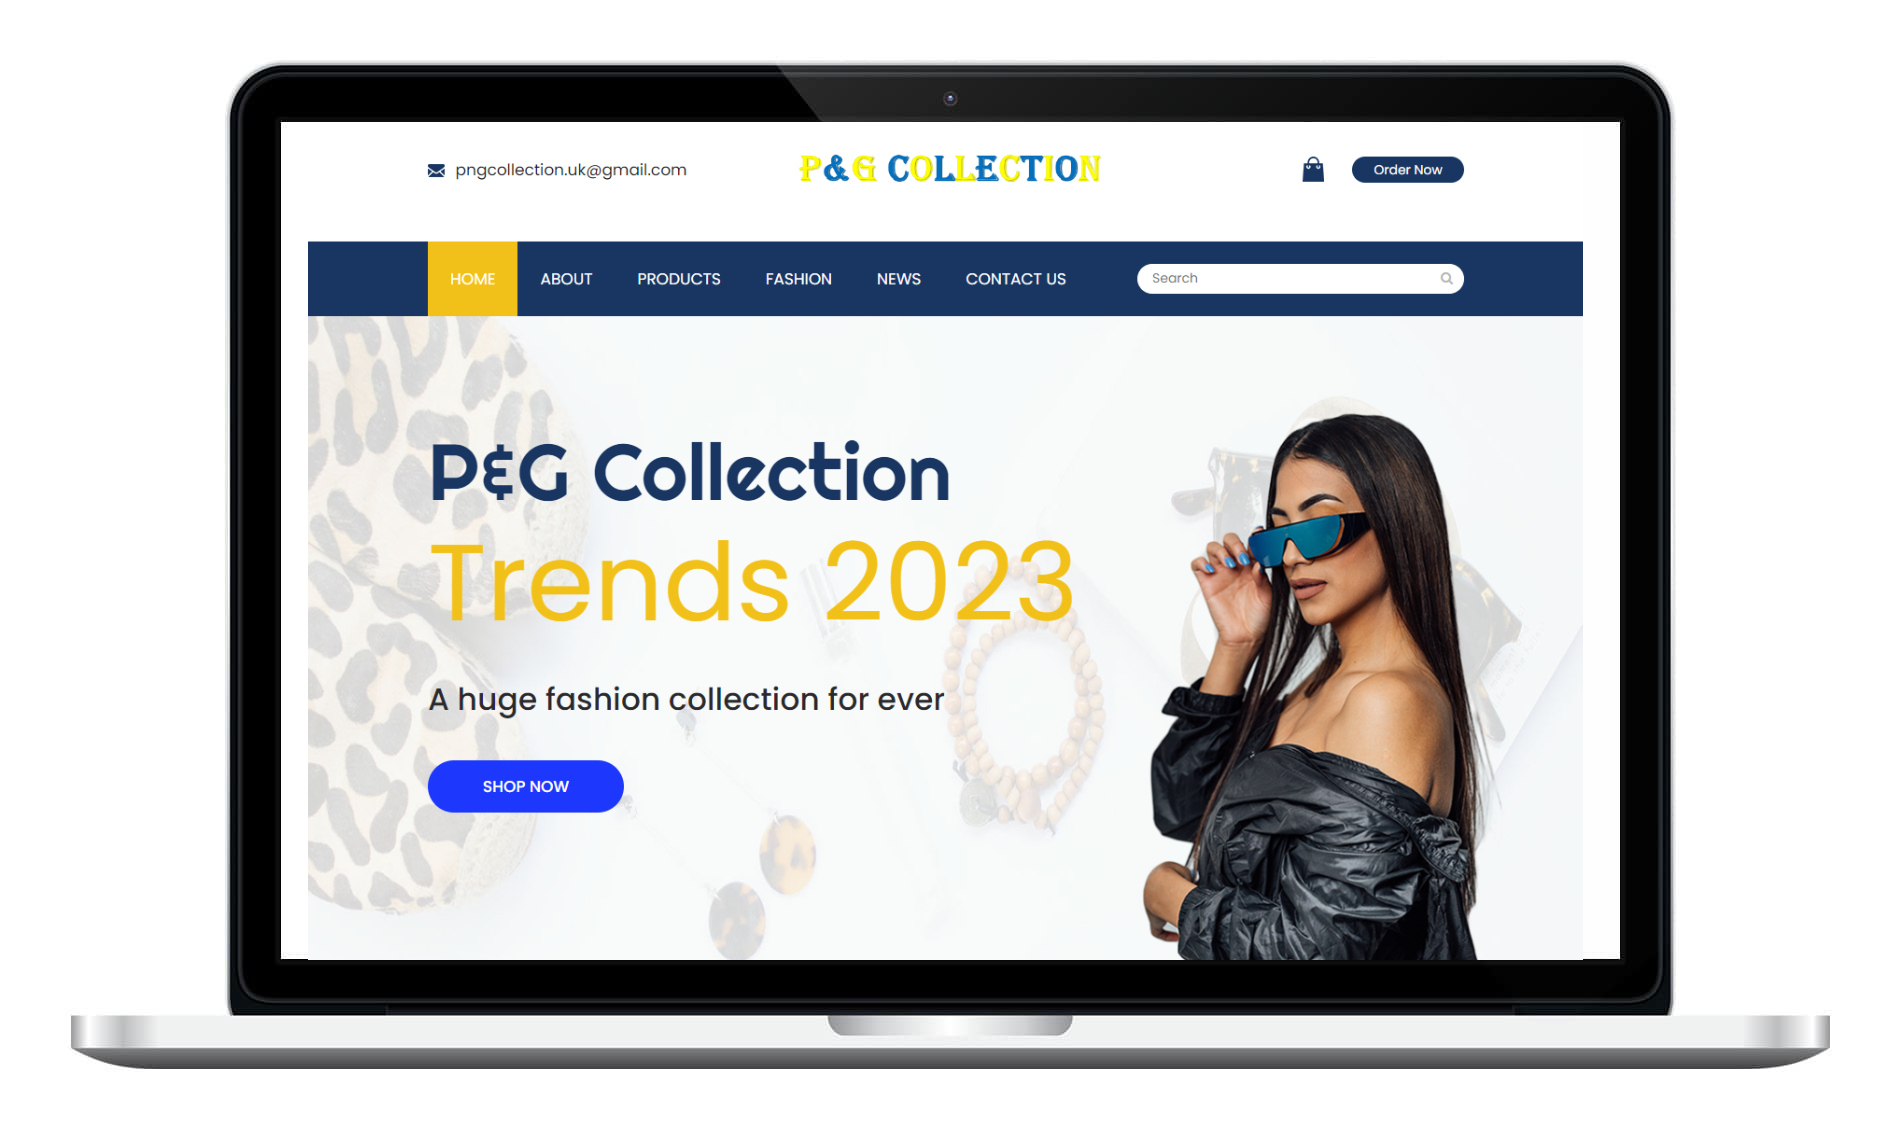 pngcollection.uk@gmail.com
P&G COLLECTION
Order Now
HOME
ABOUT
PRODUCTS
FASHION
NEWS
CONTACT US
Search
P&G Collection
Trends 2023
A huge fashion collection for ever
SHOP NOW